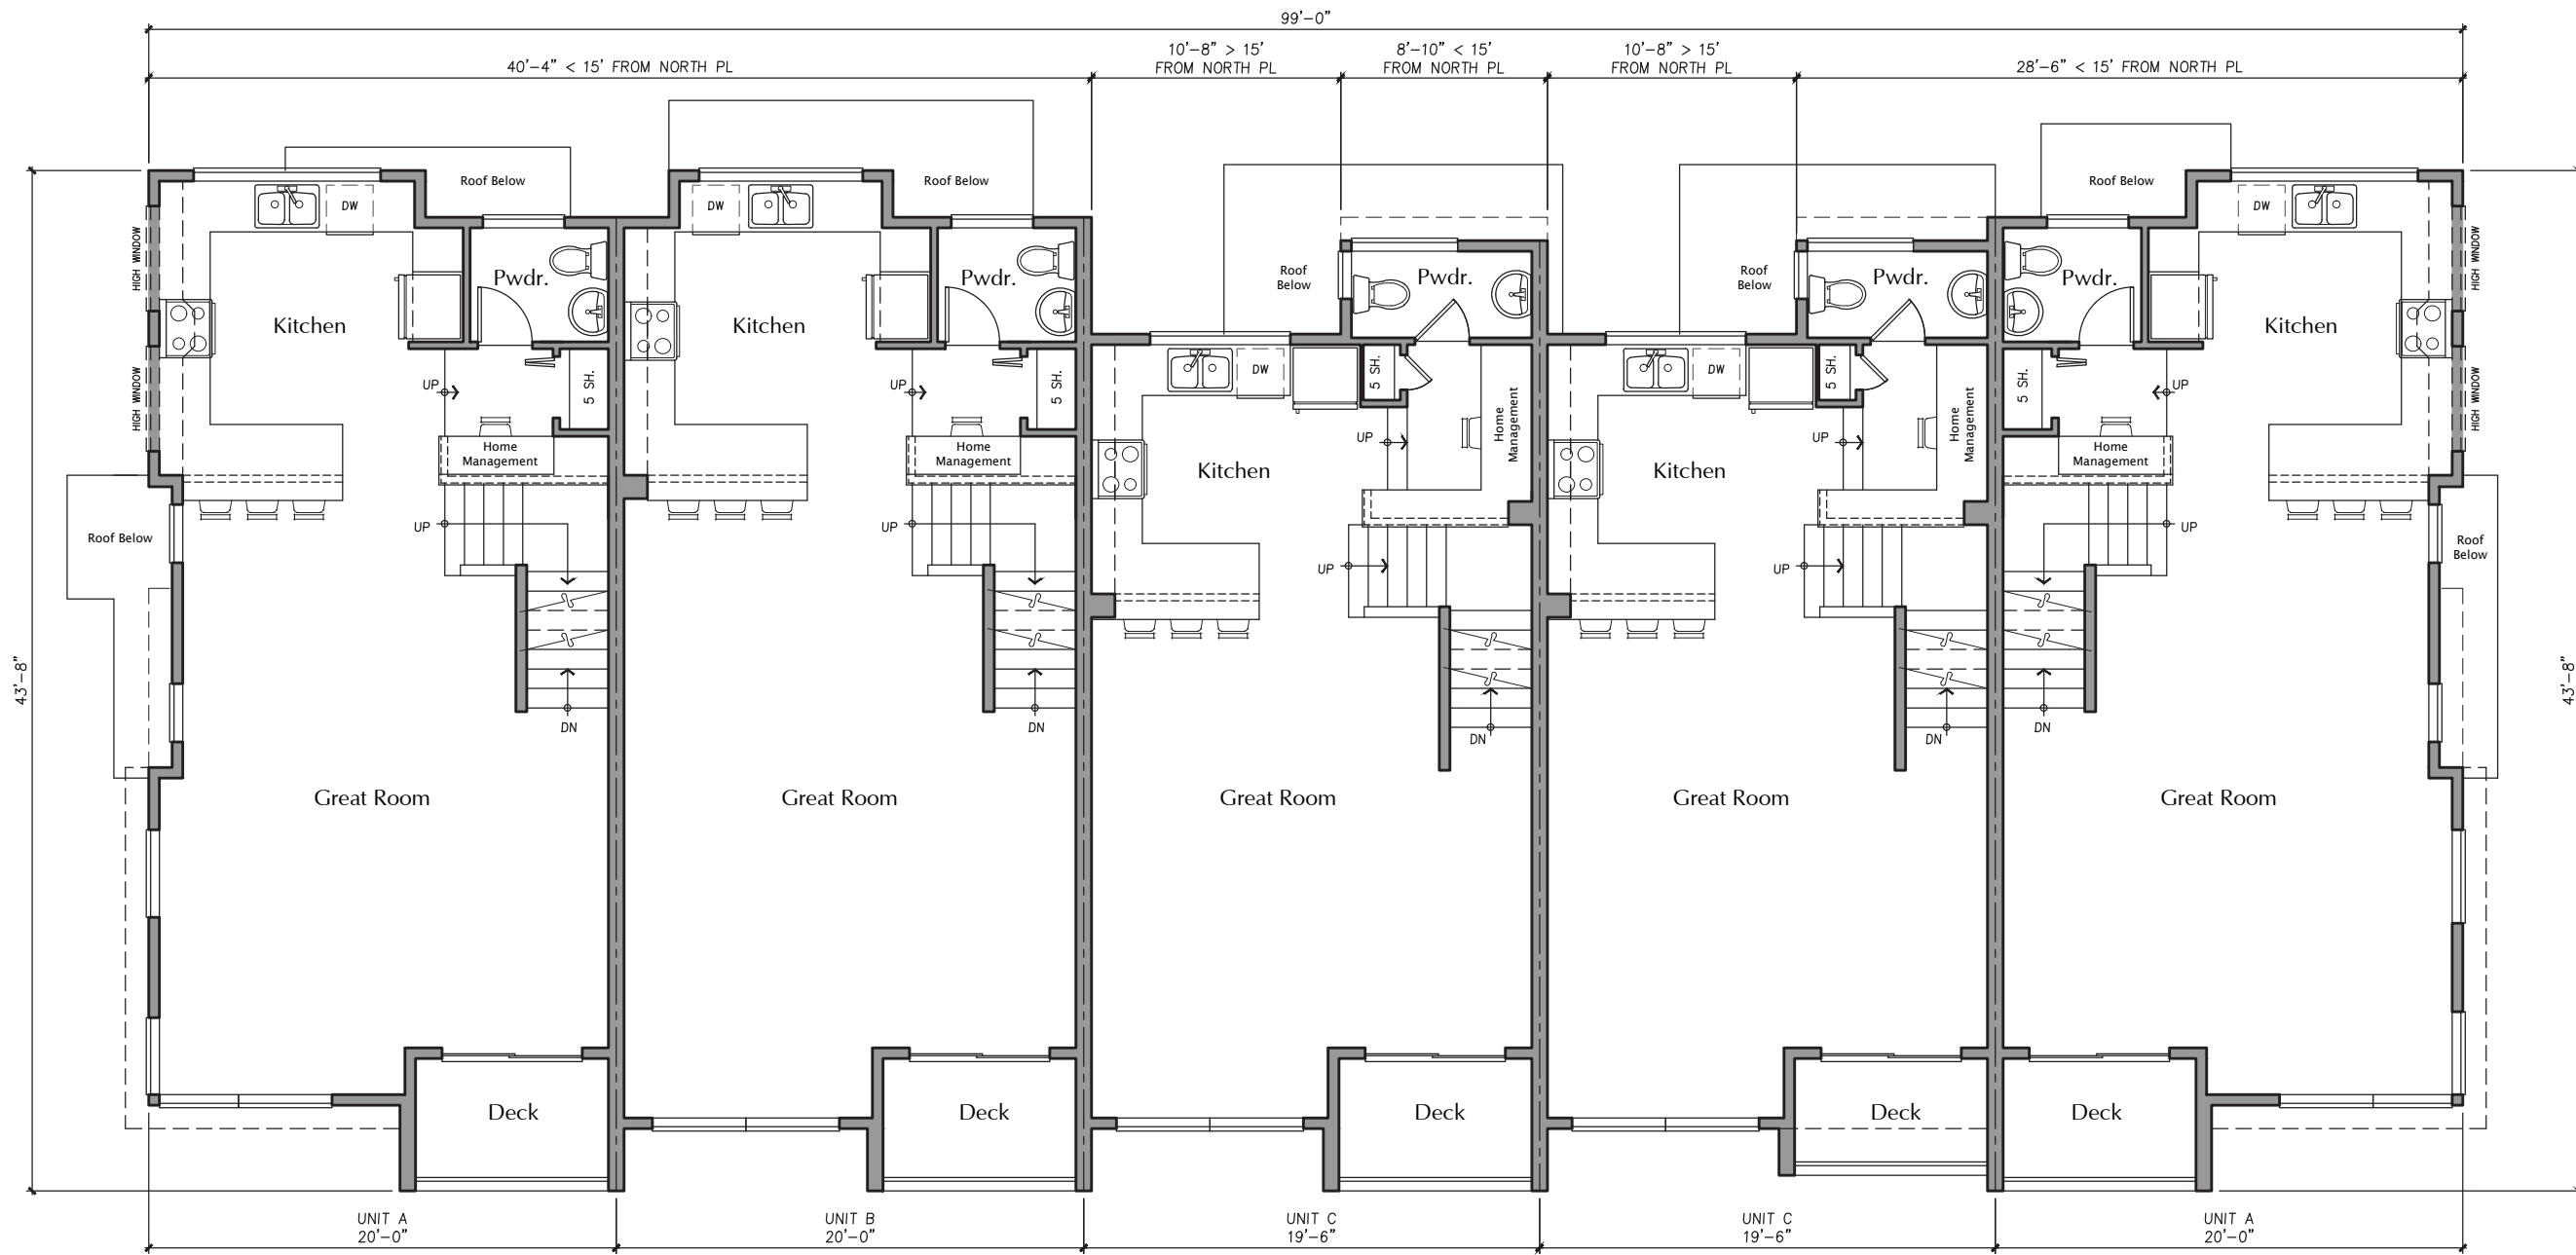 99'-0"
40'-4" < 15' FROM NORTH PL
10'-8" > 15'
FROM NORTH PL
8'-10" < 15'
FROM NORTH PL
10'-8" > 15'
FROM NORTH PL
28'-6" < 15' FROM NORTH PL
Roof Below
Roof Below
Roof Below
DW
DW
DW
HIGH WINDOW
HIGH WINDOW
Pwdr.
Pwdr.
Roof
Below
Pwdr.
Roof
Below
Pwdr.
Pwdr.
Kitchen
Kitchen
Kitchen
DW
DW
5 SH.
5 SH.
5 SH.
5 SH.
5 SH.
HIGH WINDOW
HIGH WINDOW
UP
UP
UP
Home
Management
Home
Management
Home
Management
Home
Management
Home
Management
UP
UP
Kitchen
Kitchen
UP
UP
UP
Roof Below
Roof
Below
UP
UP
43'-8"
43'-8"
DN
DN
DN
DN
DN
Great Room
Great Room
Great Room
Great Room
Great Room
Deck
Deck
Deck
Deck
Deck
UNIT A
20'-0"
UNIT B
20'-0"
UNIT C
19'-6"
UNIT C
19'-6"
UNIT A
20'-0"